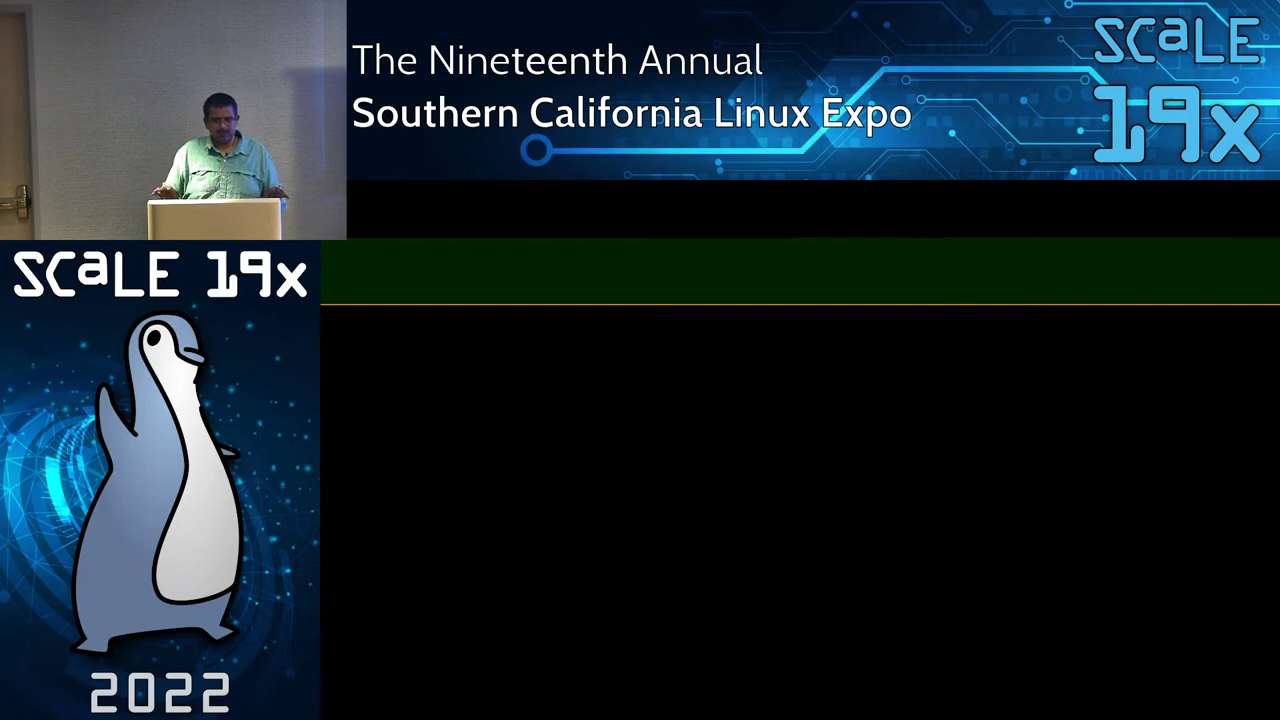 The Nineteenth Annual
Southern California Linux Expo
SCaLE
19x
SCaLE 19x
2022